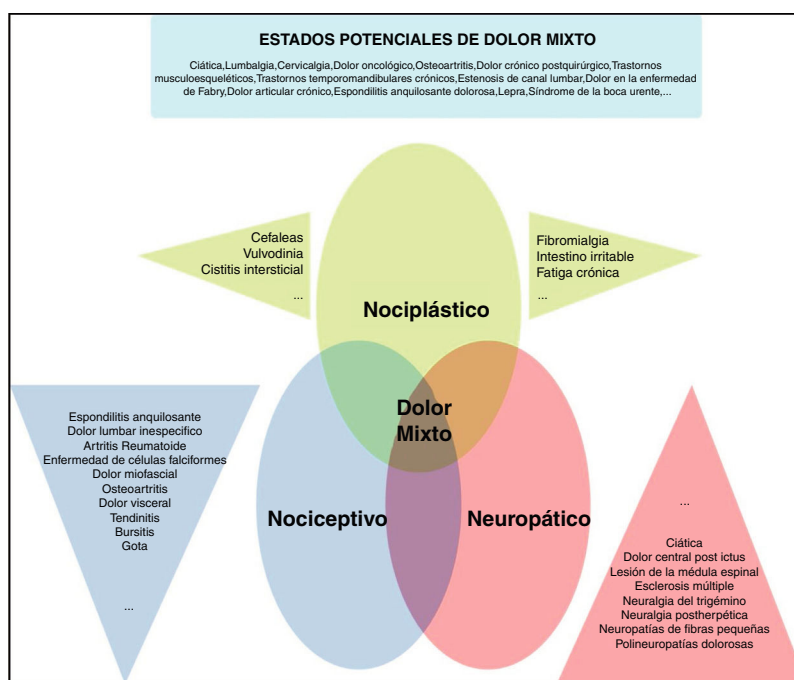 ESTADOS POTENCIALES DE DOLOR MIXTO
Ciática,Lumbalgia,Cervicalgia,Dolor oncológico,Osteoartritis,Dolor crónico postquirúrgico,Trastornos
musculoesqueléticos,Trastornos temporomandibulares crónicos,Estenosis de canal lumbar,Dolor en la enfermedad
de Fabry,Dolor articular crónico,Espondilitis anquilosante dolorosa,Lepra,Síndrome de la boca urente,...
Cefaleas
Vulvodinia
Cistitis intersticial
...
Fibromialgia
Intestino irritable
Fatiga crónica
...
Nociplástico
Dolor
Mixto
Nociceptivo
Neuropático
Espondilitis anquilosante
Dolor lumbar inespecifico
Artritis Reumatoide
Enfermedad de células falciformes
Dolor miofascial
Osteoartritis
Dolor visceral
Tendinitis
Bursitis
Gota
...
...
Ciática
Dolor central post ictus
Lesión de la médula espinal
Esclerosis múltiple
Neuralgia del trigémino
Neuralgia postherpética
Neuropatías de fibras pequeñas
Polineuropatías dolorosas